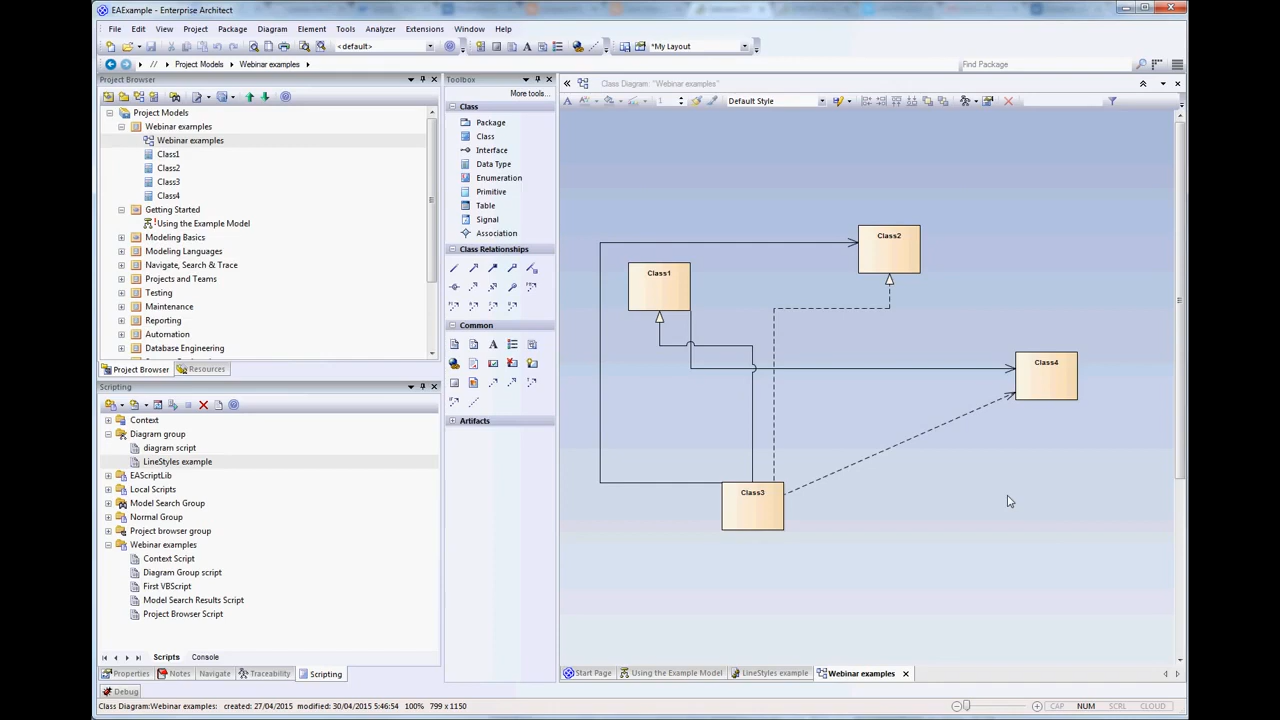 EAExample - Enterprise Architect
File Edit View Project Package Diagram Element Tools Analyzer Extensions Window Help
<default> *My Layout
// Project Models Webinar examples Find Package
Project Browser
Project Models
Webinar examples
Webinar examples
Class1
Class2
Class3
Class4
Getting Started
Using the Example Model
Modeling Basics
Modeling Languages
Navigate, Search & Trace
Projects and Teams
Testing
Maintenance
Reporting
Automation
Database Engineering
Project Browser Resources
Scripting
Context
Diagram group
diagram script
LineStyles example
EAScriptLib
Local Scripts
Model Search Group
Normal Group
Project browser group
Webinar examples
Context Script
Diagram Group script
First VBScript
Model Search Results Script
Project Browser Script
Scripts Console
Properties Notes Navigate Traceability Scripting
Debug
Toolbox
More tools...
Class
Package
Class
Interface
Data Type
Enumeration
Primitive
Table
Signal
Association
Class Relationships
Common
Artifacts
Class Diagram: "Webinar examples"
1 Default Style
Class2
Class1
Class4
Class3
Start Page Using the Example Model LineStyles example Webinar examples
Class Diagram:Webinar examples: created: 27/04/2015 modified: 30/04/2015 5:46:54 100% 799 x 1150 CAP NUM SCRL CLOUD